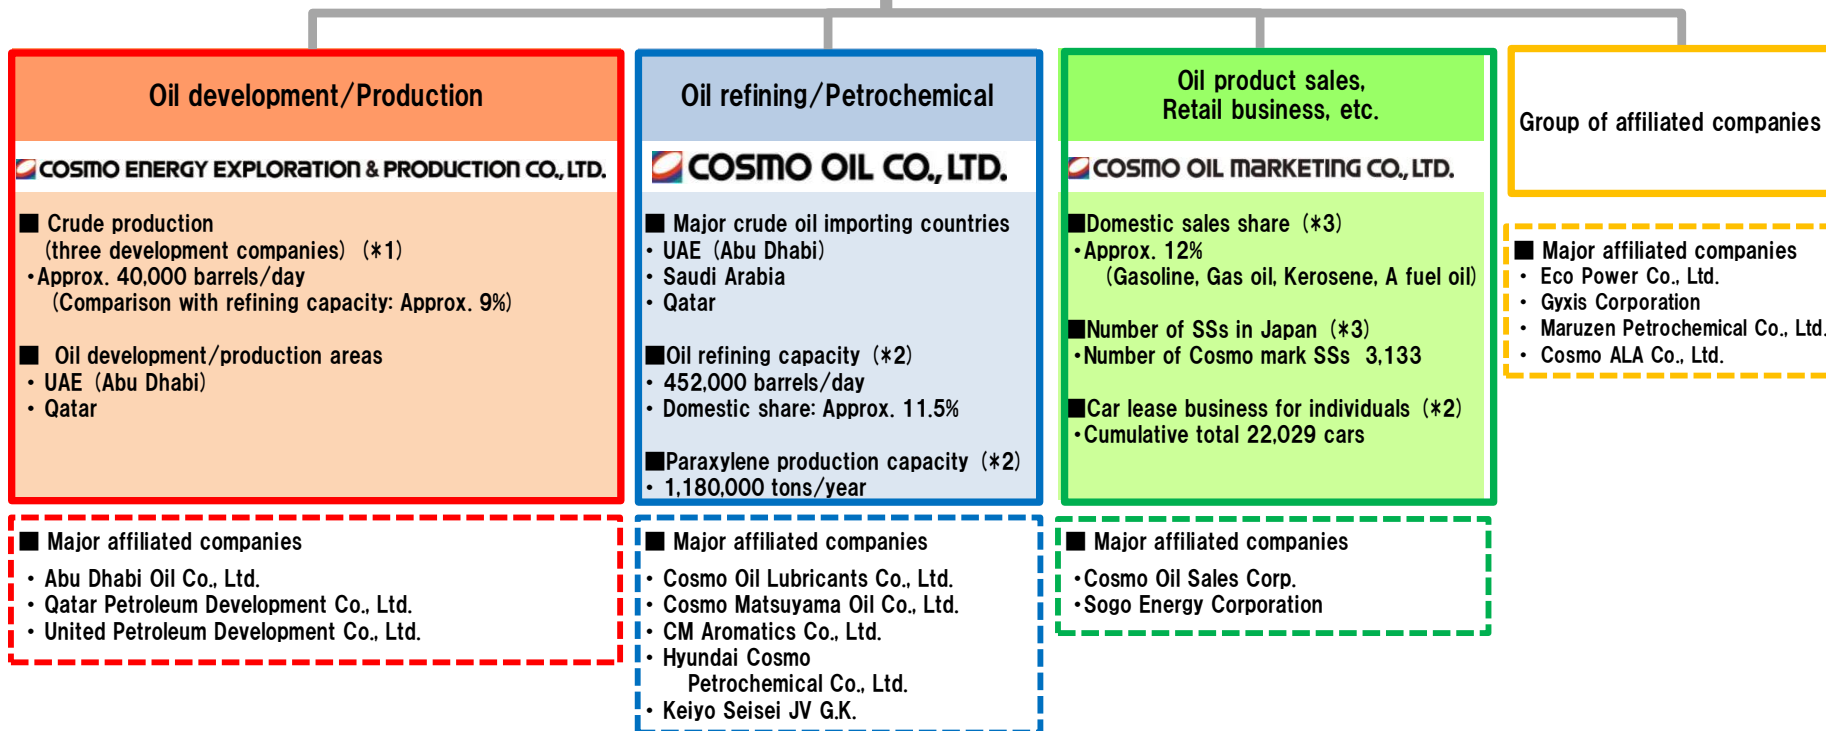 Oil development/Production
COSMO ENERGY EXPLORATION & PRODUCTION CO., LTD.
■ Crude production
(three development companies) (*1)
・Approx. 40,000 barrels/day
(Comparison with refining capacity: Approx. 9%)
■ Oil development/production areas
・ UAE (Abu Dhabi)
・ Qatar
■ Major affiliated companies
・ Abu Dhabi Oil Co., Ltd.
・ Qatar Petroleum Development Co., Ltd.
・ United Petroleum Development Co., Ltd.
Oil refining/Petrochemical
COSMO OIL CO., LTD.
■ Major crude oil importing countries
・ UAE (Abu Dhabi)
・ Saudi Arabia
・ Qatar
■Oil refining capacity (*2)
・ 452,000 barrels/day
・ Domestic share: Approx. 11.5%
■Paraxylene production capacity (*2)
・ 1,180,000 tons/year
■ Major affiliated companies
・ Cosmo Oil Lubricants Co., Ltd.
・ Cosmo Matsuyama Oil Co., Ltd.
・ CM Aromatics Co., Ltd.
・ Hyundai Cosmo
Petrochemical Co., Ltd.
・ Keiyo Seisei JV G.K.
Oil product sales,
Retail business, etc.
COSMO OIL MARKETING CO., LTD.
■Domestic sales share (*3)
・Approx. 12%
(Gasoline, Gas oil, Kerosene, A fuel oil)
■Number of SSs in Japan (*3)
・Number of Cosmo mark SSs 3,133
■Car lease business for individuals (*2)
・Cumulative total 22,029 cars
■ Major affiliated companies
・Cosmo Oil Sales Corp.
・Sogo Energy Corporation
Group of affiliated companies
■ Major affiliated companies
・ Eco Power Co., Ltd.
・ Gyxis Corporation
・ Maruzen Petrochemical Co., Ltd.
・ Cosmo ALA Co., Ltd.